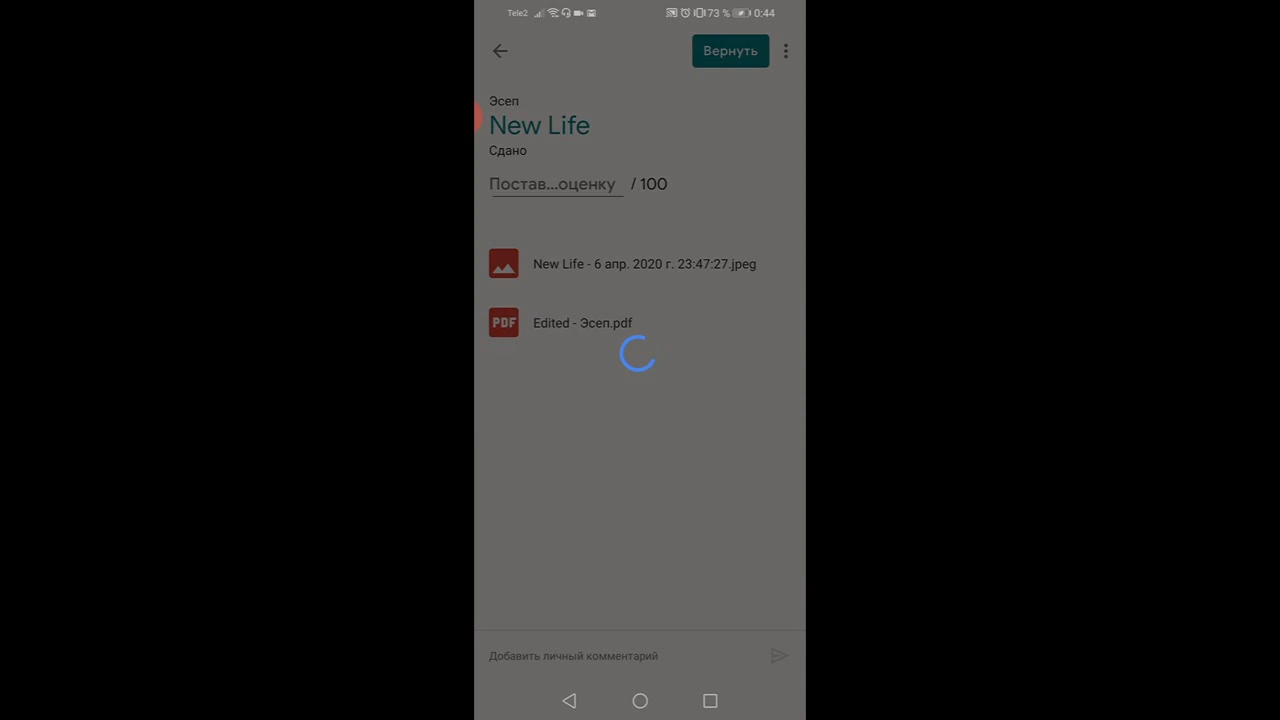 Tele2 73 % 0:44
Вернуть
Эсеп
New Life
Сдано
Постав...оценку / 100
New Life - 6 апр. 2020 г. 23:47:27.jpeg
PDF Edited - Эсеп.pdf
Добавить личный комментарий